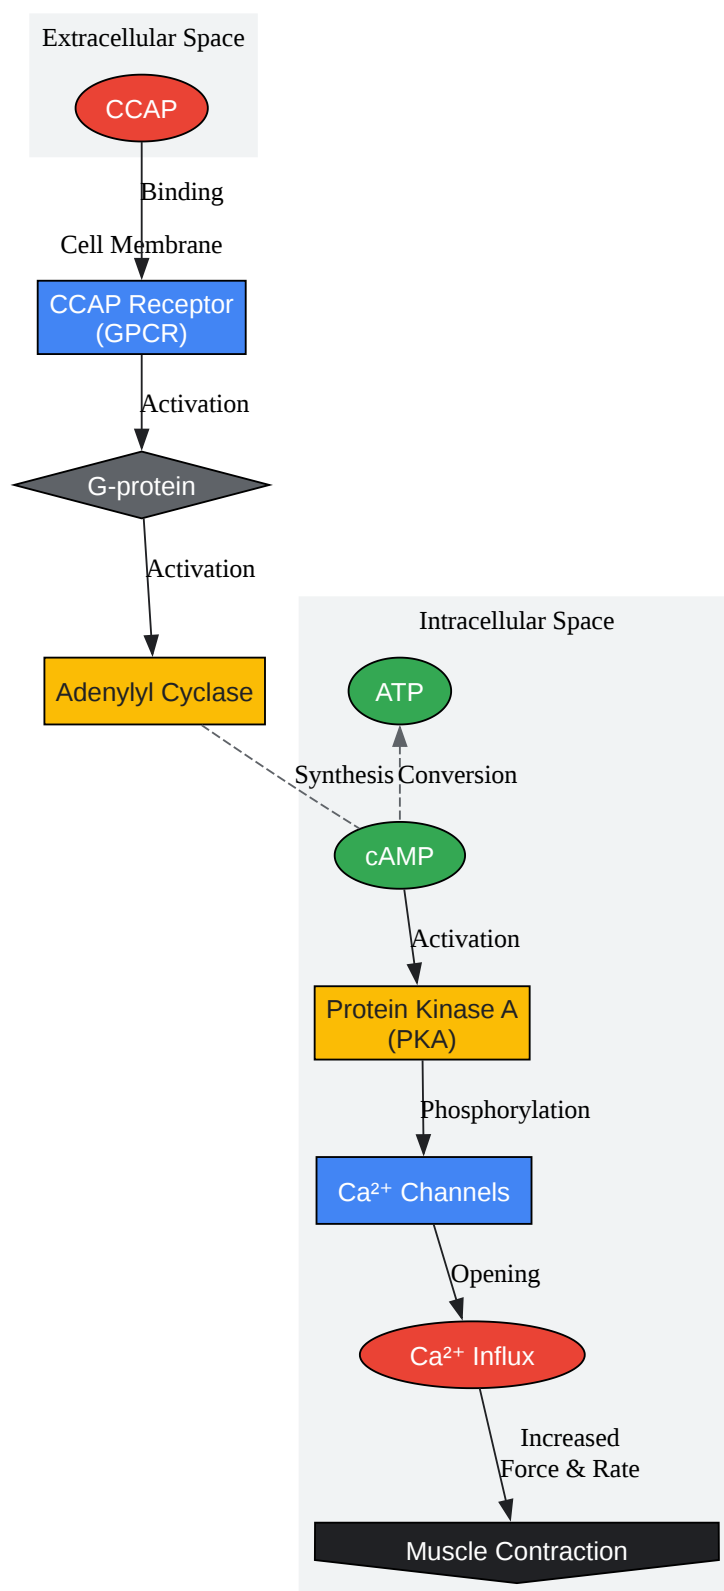 Extracellular Space
CCAP
Binding
Cell Membrane
CCAP Receptor
(GPCR)
Activation
G-protein
Activation
Intracellular Space
Adenylyl Cyclase
ATP
Synthesis
Conversion
cAMP
Activation
Protein Kinase A
(PKA)
Phosphorylation
Ca²⁺ Channels
Opening
Ca²⁺ Influx
Increased
Force & Rate
Muscle Contraction